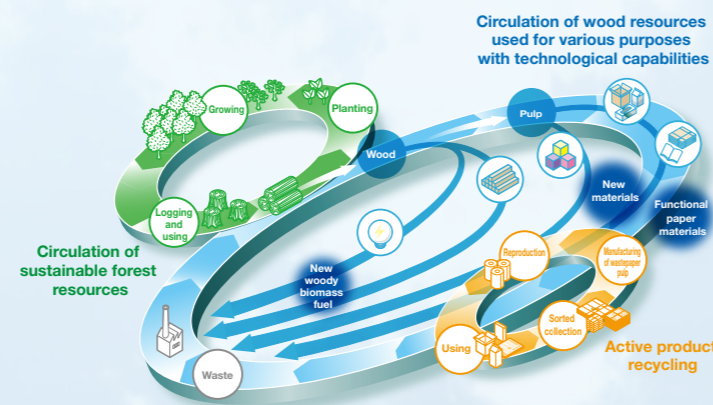 Circulation of wood resources
used for various purposes
with technological capabilities
Growing
Planting
Wood
Pulp
New
materials
Functional
paper
materials
Logging
and
using
Circulation of
sustainable forest
resources
New
woody
biomass
fuel
Reproduction
Manufacturing
of wastepaper
pulp
Sorted
collection
Using
Active product
recycling
Waste